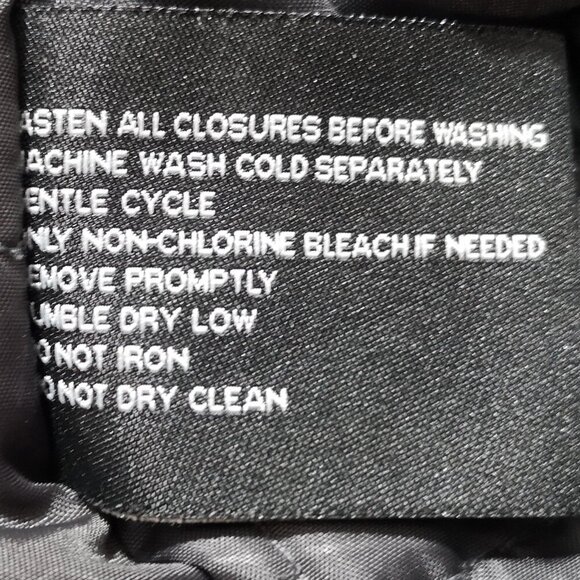 ASTEN ALL CLOSURES BEFORE WASHING
ACHINE WASH COLD SEPARATELY
ENTLE CYCLE
NLY NON-CHLORINE BLEACH IF NEEDED
EMOVE PROMPTLY
UMBLE DRY LOW
O NOT IRON
O NOT DRY CLEAN